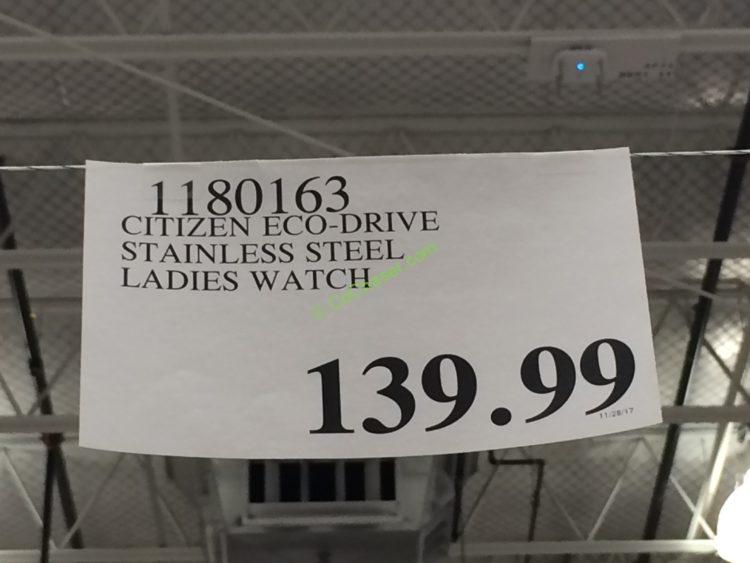 1180163
CITIZEN ECO-DRIVE
STAINLESS STEEL
LADIES WATCH
139.99
11/28/17